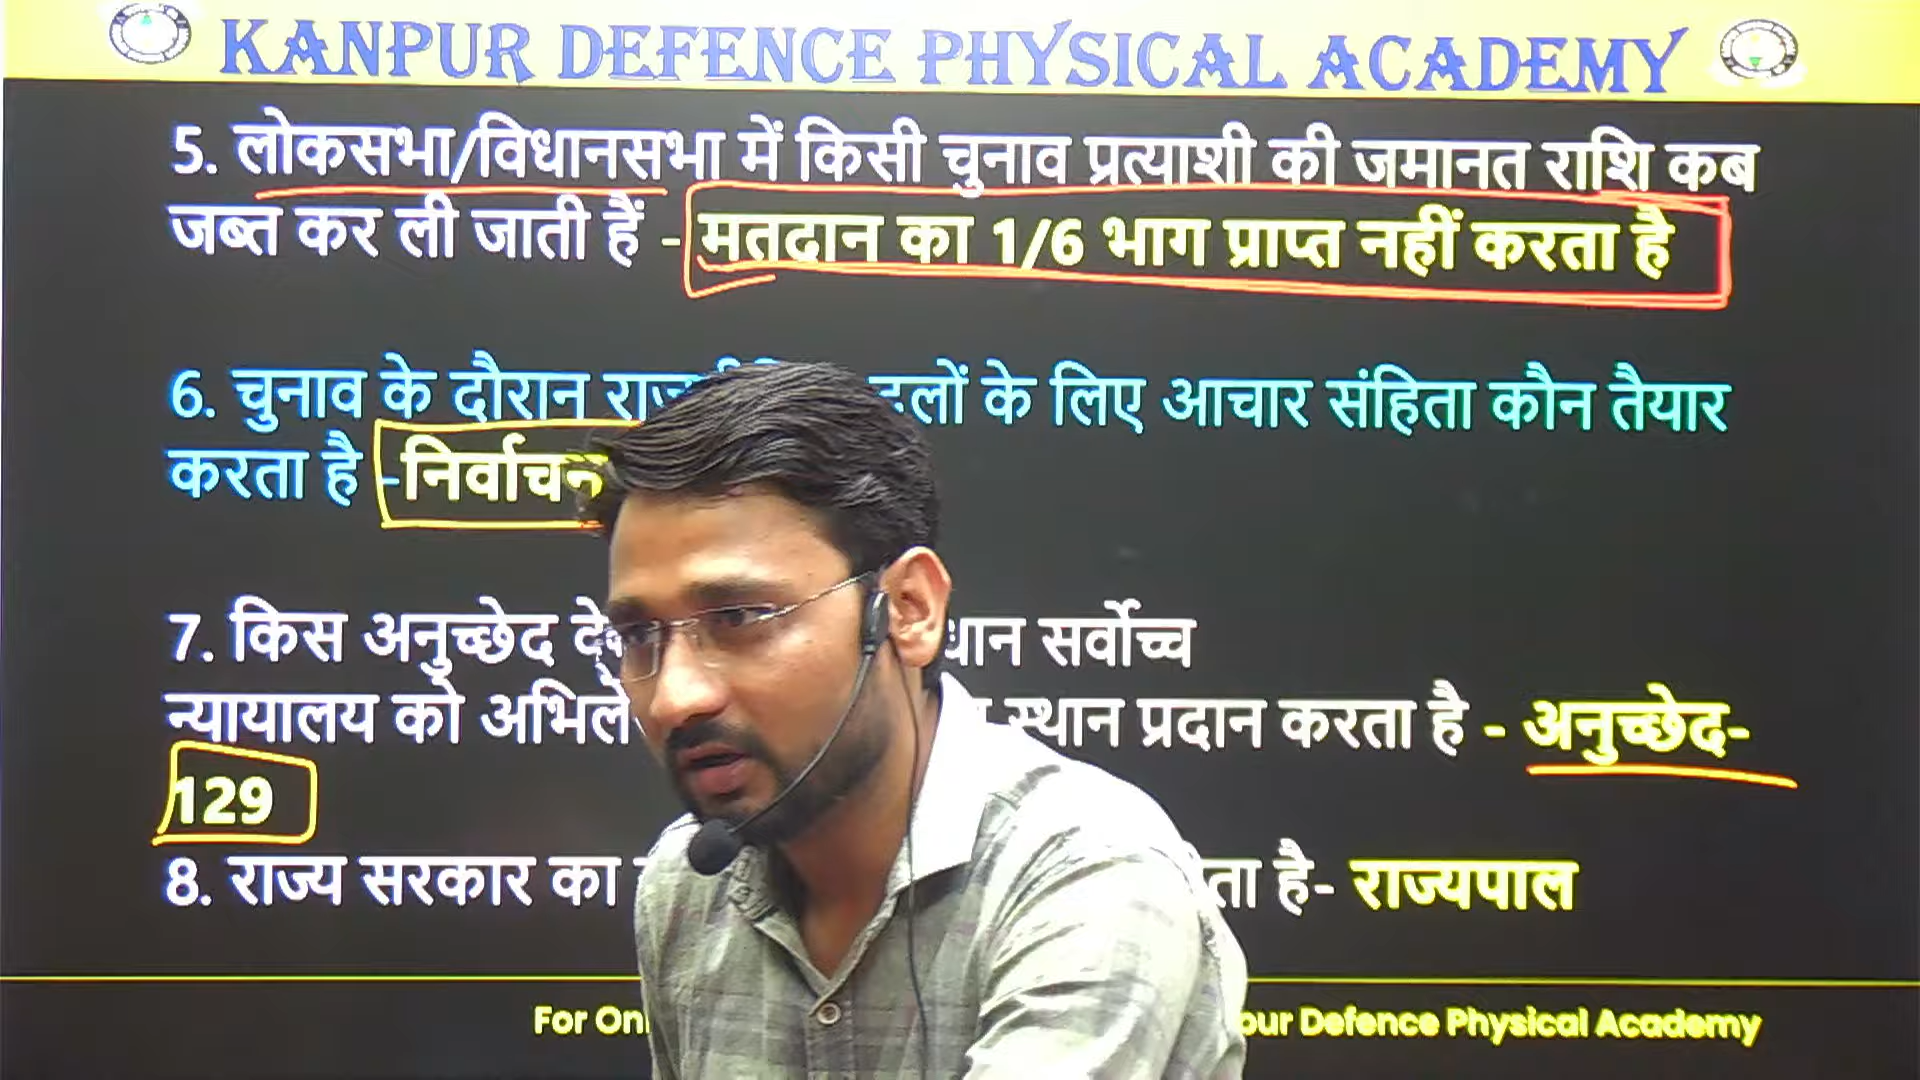 KANPUR DEFENCE PHYSICAL ACADEMY
5. लोकसभा/विधानसभा में किसी चुनाव प्रत्याशी की जमानत राशि कब
जब्त कर ली जाती हैं - मतदान का 1/6 भाग प्राप्त नहीं करता है
6. चुनाव के दौरान के लिए आचार संहिता कौन तैयार
करता है -निर्वाचन
7. किस अनुच्छेद सर्वोच्च
न्यायालय को स्थान प्रदान करता है - अनुच्छेद-
129
8. राज्य सरकार का है- राज्यपाल
For Defence Physical Academy